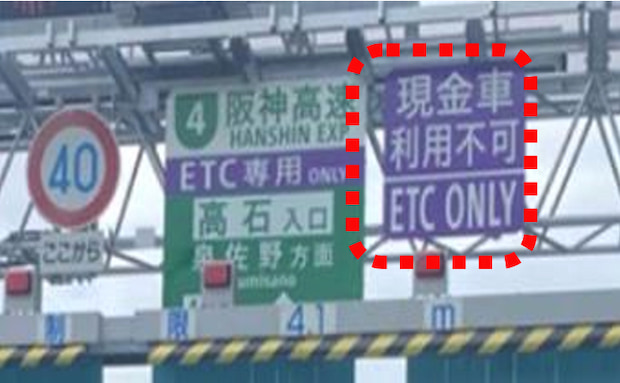 40
ここから
4 阪神高速
HANSHIN EXP
ETC専用 ONLY
高石 入口
泉佐野方面
umisano
現金車
利用不可
ETC ONLY
制 限 4.1 m